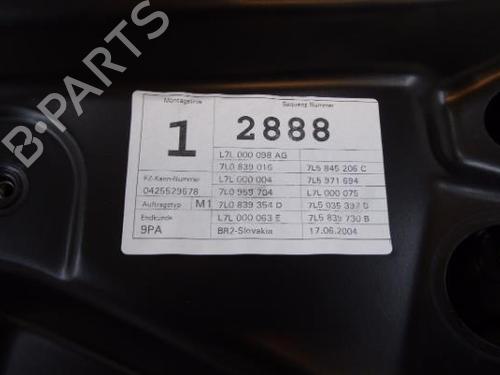 Montagelinie
Sequenz Nummer
1
2888
L7L 000 098 AG
7L0 839 016
7L5 845 206 C
KZ-Kenn-Nummer
L7L 000 004
7L5 971 694
0425529678
7L0 959 704
L7L 000 075
Auftragstyp M1
7L0 839 354 D
7L5 035 397 D
Endkunde
L7L 000 063 E
7L5 839 730 B
9PA
BR2-Slovakia
17.06.2004
B-PARTS